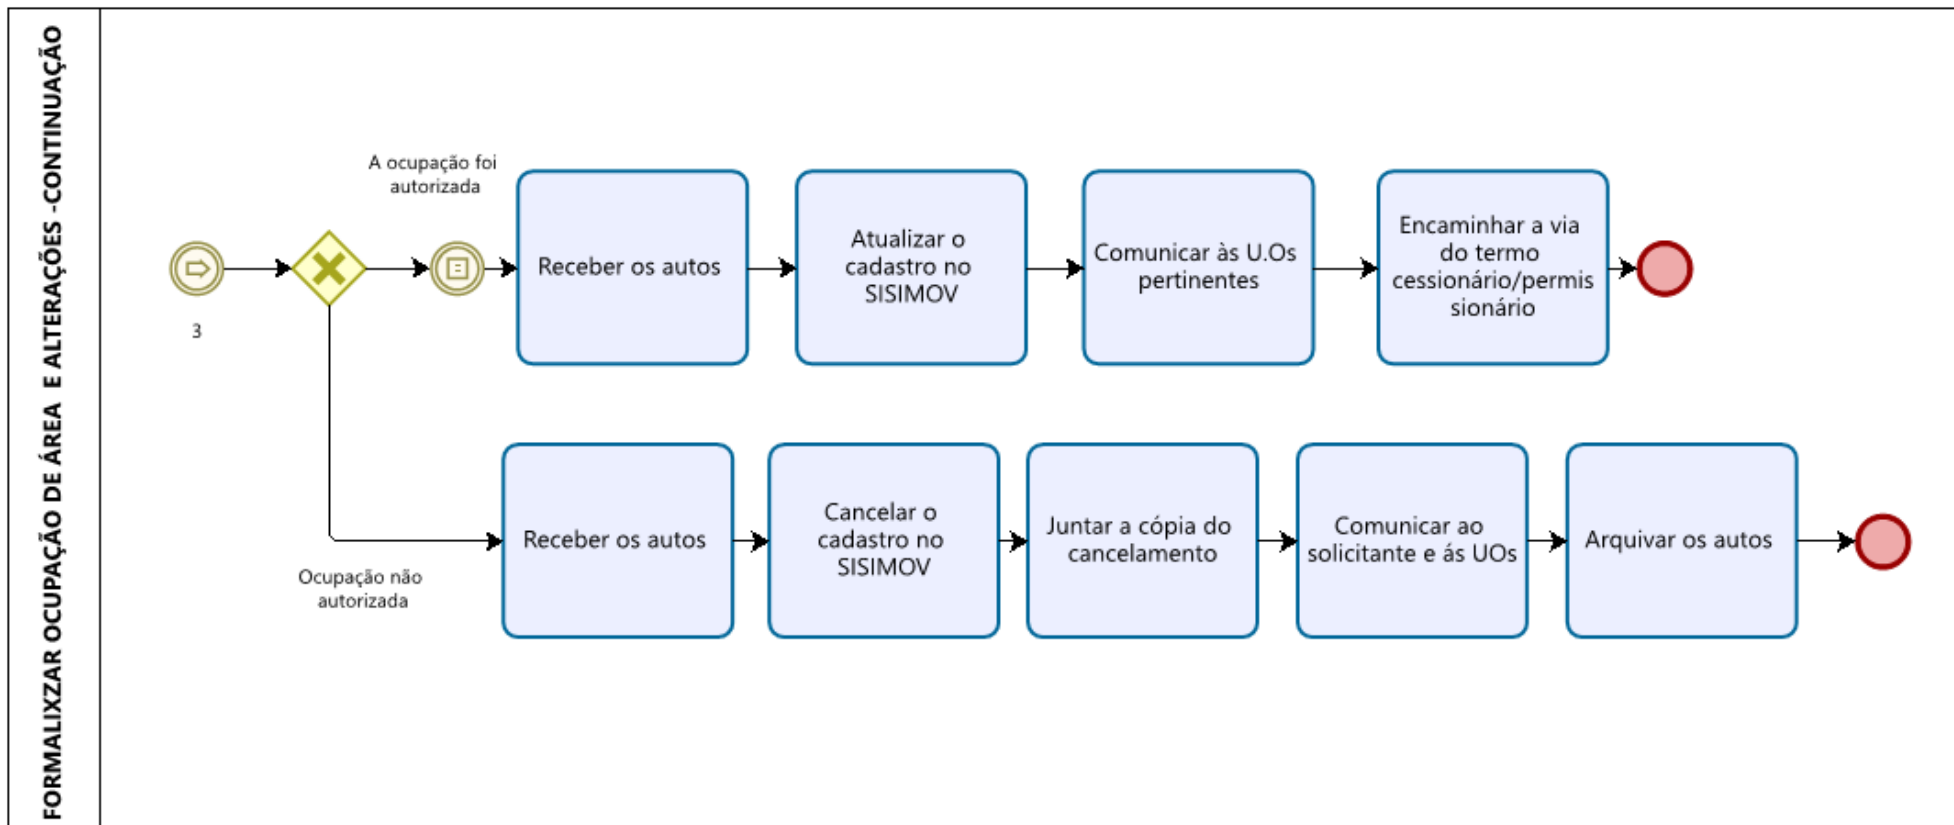 FORMALIXZAR OCUPAÇÃO DE ÁREA E ALTERAÇÕES -CONTINUAÇÃO
3
A ocupação foi
autorizada
Receber os autos
Atualizar o
cadastro no
SISIMOV
Comunicar às U.Os
pertinentes
Encaminhar a via
do termo
cessionário/permis
sionário
Ocupação não
autorizada
Receber os autos
Cancelar o
cadastro no
SISIMOV
Juntar a cópia do
cancelamento
Comunicar ao
solicitante e ás UOs
Arquivar os autos